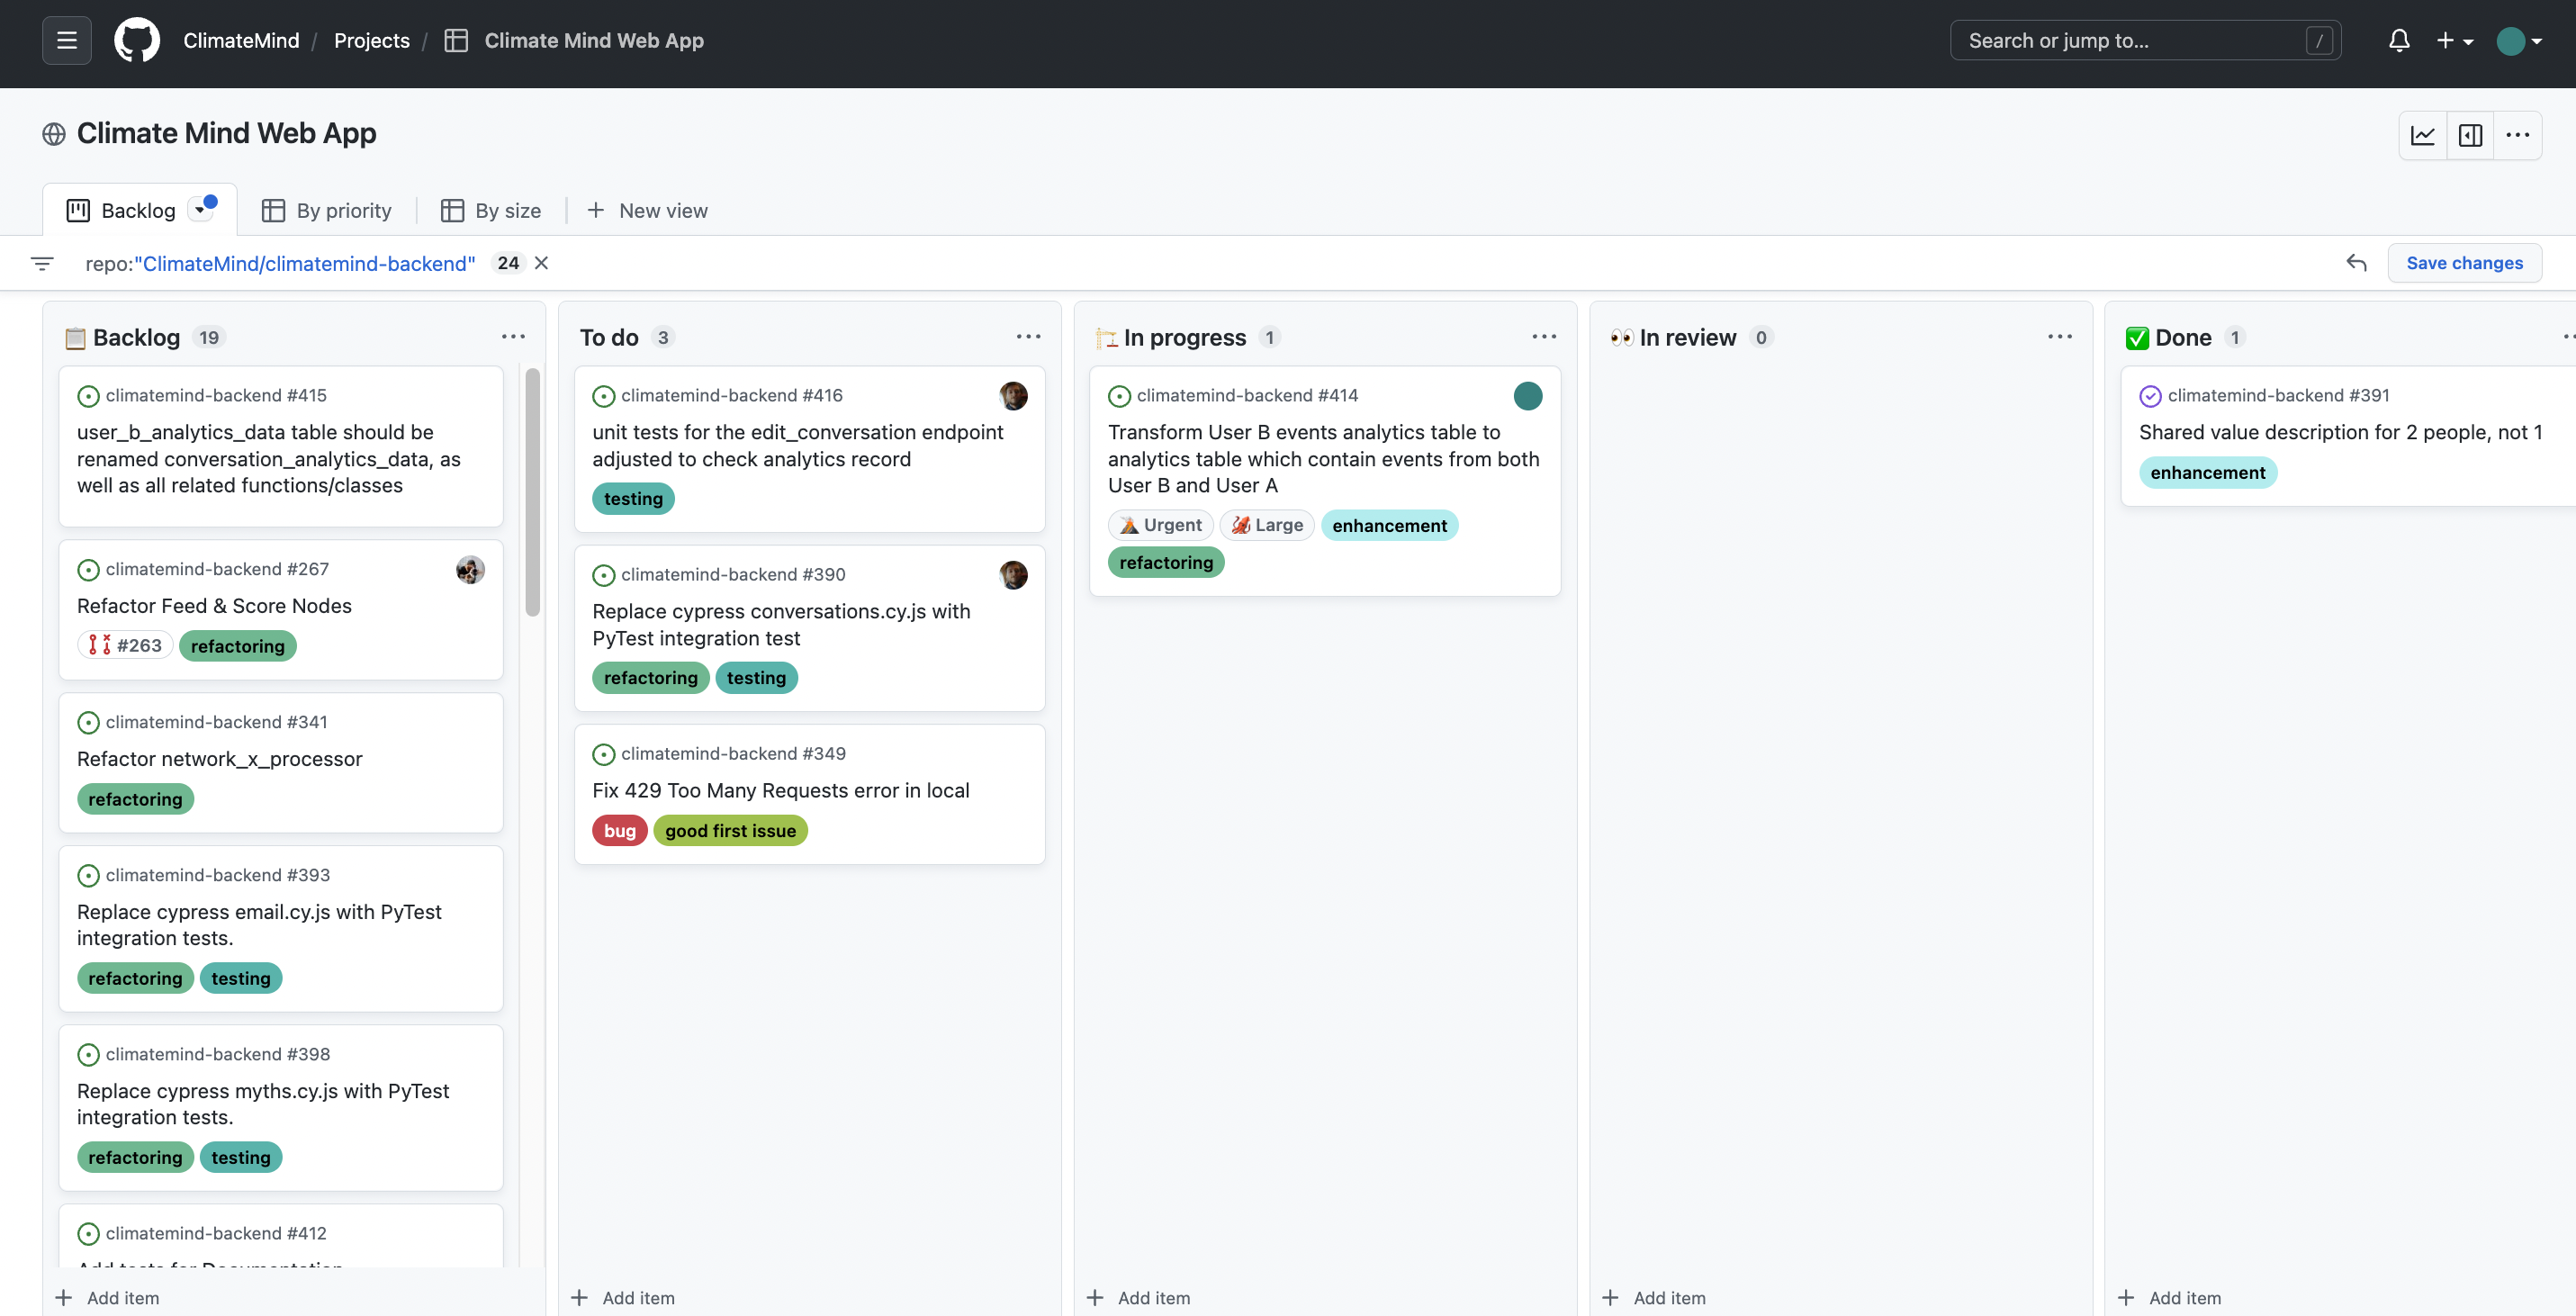 ClimateMind / Projects / Climate Mind Web App
Search or jump to... /
Climate Mind Web App
Backlog
By priority
By size
New view
repo:"ClimateMind/climatemind-backend" 24
Save changes
Backlog 19
climatemind-backend #415
user_b_analytics_data table should be
renamed conversation_analytics_data, as
well as all related functions/classes
climatemind-backend #267
Refactor Feed & Score Nodes
#263 refactoring
climatemind-backend #341
Refactor network_x_processor
refactoring
climatemind-backend #393
Replace cypress email.cy.js with PyTest
integration tests.
refactoring testing
climatemind-backend #398
Replace cypress myths.cy.js with PyTest
integration tests.
refactoring testing
climatemind-backend #412
Add tests for Documentation
Add item
To do 3
climatemind-backend #416
unit tests for the edit_conversation endpoint
adjusted to check analytics record
testing
climatemind-backend #390
Replace cypress conversations.cy.js with
PyTest integration test
refactoring testing
climatemind-backend #349
Fix 429 Too Many Requests error in local
bug good first issue
Add item
In progress 1
climatemind-backend #414
Transform User B events analytics table to
analytics table which contain events from both
User B and User A
Urgent Large enhancement
refactoring
Add item
In review 0
Add item
Done 1
climatemind-backend #391
Shared value description for 2 people, not 1
enhancement
Add item